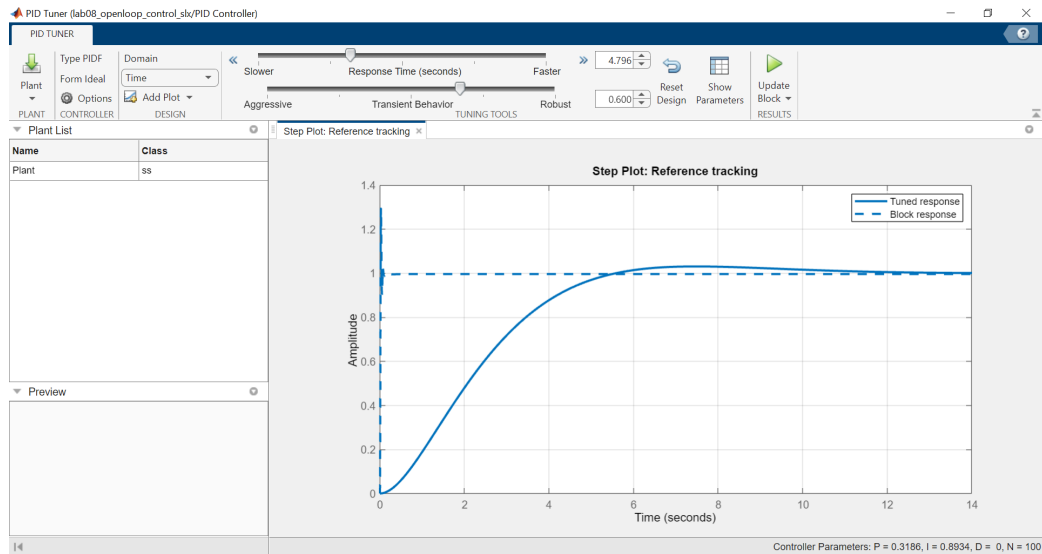 PID Tuner (lab08_openloop_control_slx/PID Controller)
PID TUNER
Plant
PLANT
Type PIDF
Form Ideal
Options
CONTROLLER
Domain
Time
Add Plot
DESIGN
Slower Response Time (seconds) Faster
4.796
Aggressive Transient Behavior Robust
0.600
TUNING TOOLS
Reset Design
Show Parameters
Update Block
RESULTS
Plant List
Name Class
Plant ss
Preview
Step Plot: Reference tracking
Step Plot: Reference tracking
Tuned response
Block response
1.4
1.2
1
0.8
0.6
0.4
0.2
0
Amplitude
0 2 4 6 8 10 12 14
Time (seconds)
Controller Parameters: P = 0.3186, I = 0.8934, D = 0, N = 100